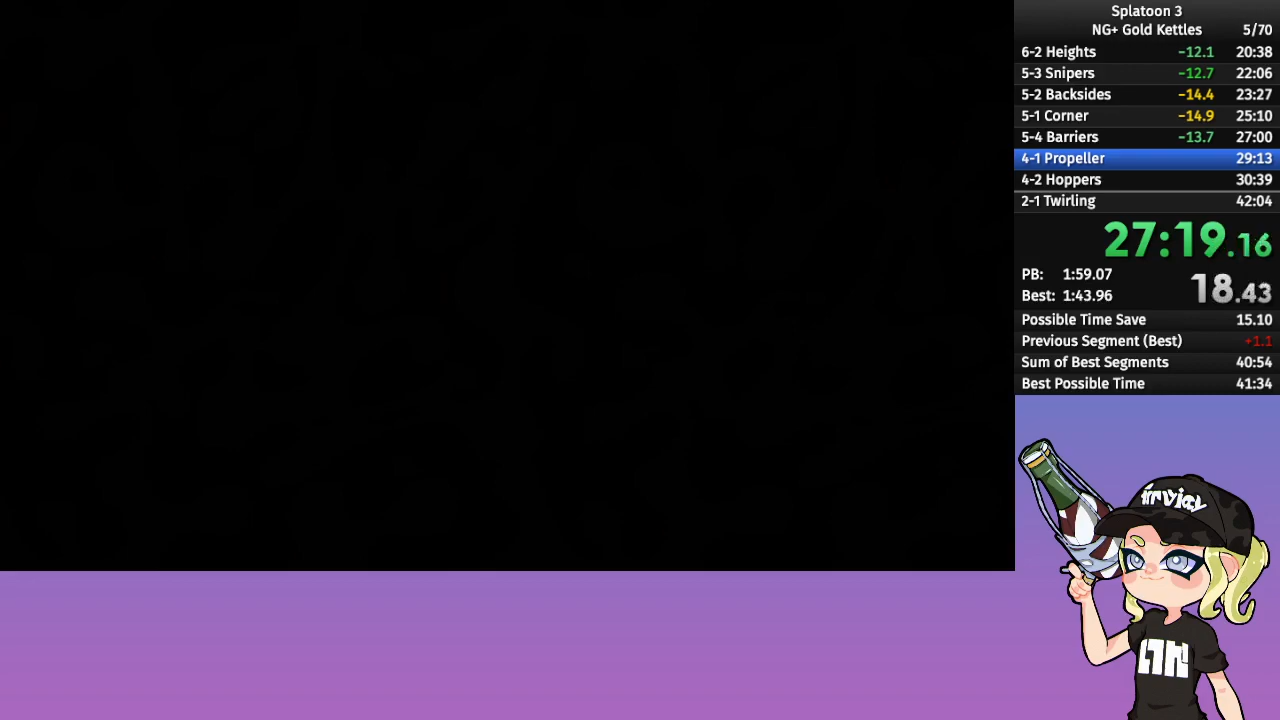 Splatoon 3
NG+ Gold Kettles 5/70
6-2 Heights -12.1 20:38
5-3 Snipers -12.7 22:06
5-2 Backsides -14.4 23:27
5-1 Corner -14.9 25:10
5-4 Barriers -13.7 27:00
4-1 Propeller 29:13
4-2 Hoppers 30:39
2-1 Twirling 42:04
27:19.16
PB: 1:59.07
Best: 1:43.96
18.43
Possible Time Save 15.10
Previous Segment (Best) +1.1
Sum of Best Segments 40:54
Best Possible Time 41:34